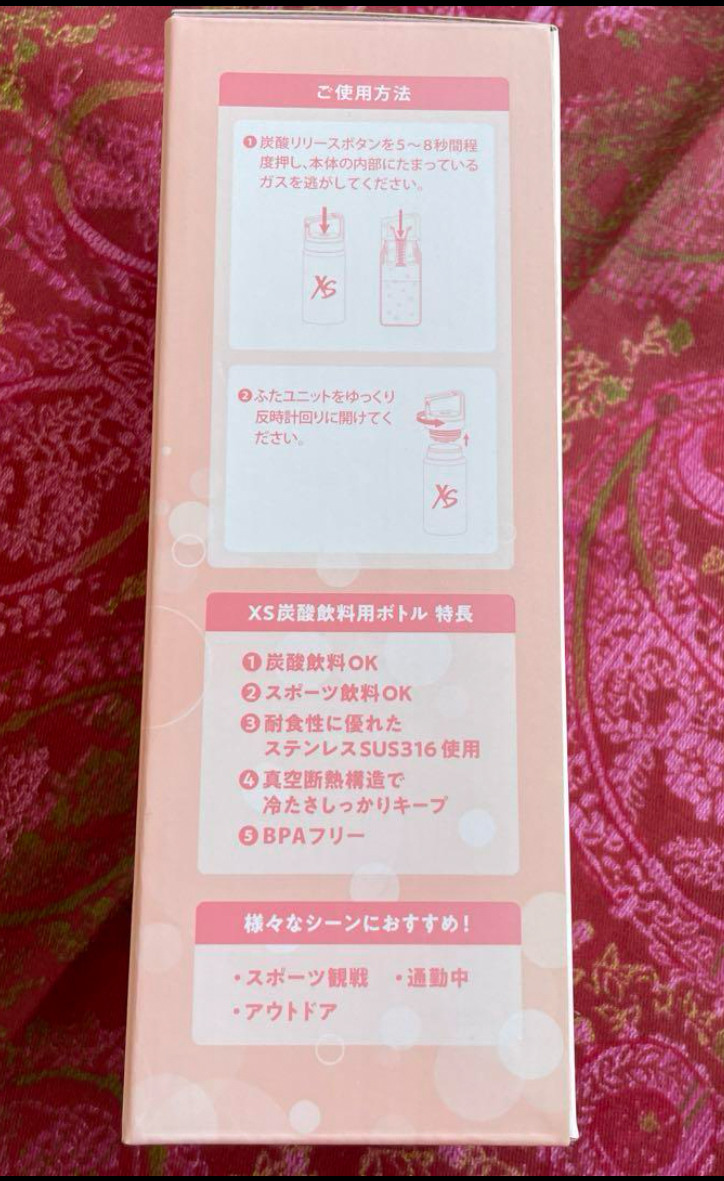 ご使用方法
❶炭酸リリースボタンを5〜8秒間程
度押し、本体の内部にたまっている
ガスを逃がしてください。
XS
❷ふたユニットをゆっくり
反時計回りに開けてく
ださい。
XS
XS炭酸飲料用ボトル 特長
❶炭酸飲料OK
❷スポーツ飲料OK
❸耐食性に優れた
ステンレスSUS316使用
❹真空断熱構造で
冷たさしっかりキープ
❺BPAフリー
様々なシーンにおすすめ!
・スポーツ観戦 ・通勤中
・アウトドア